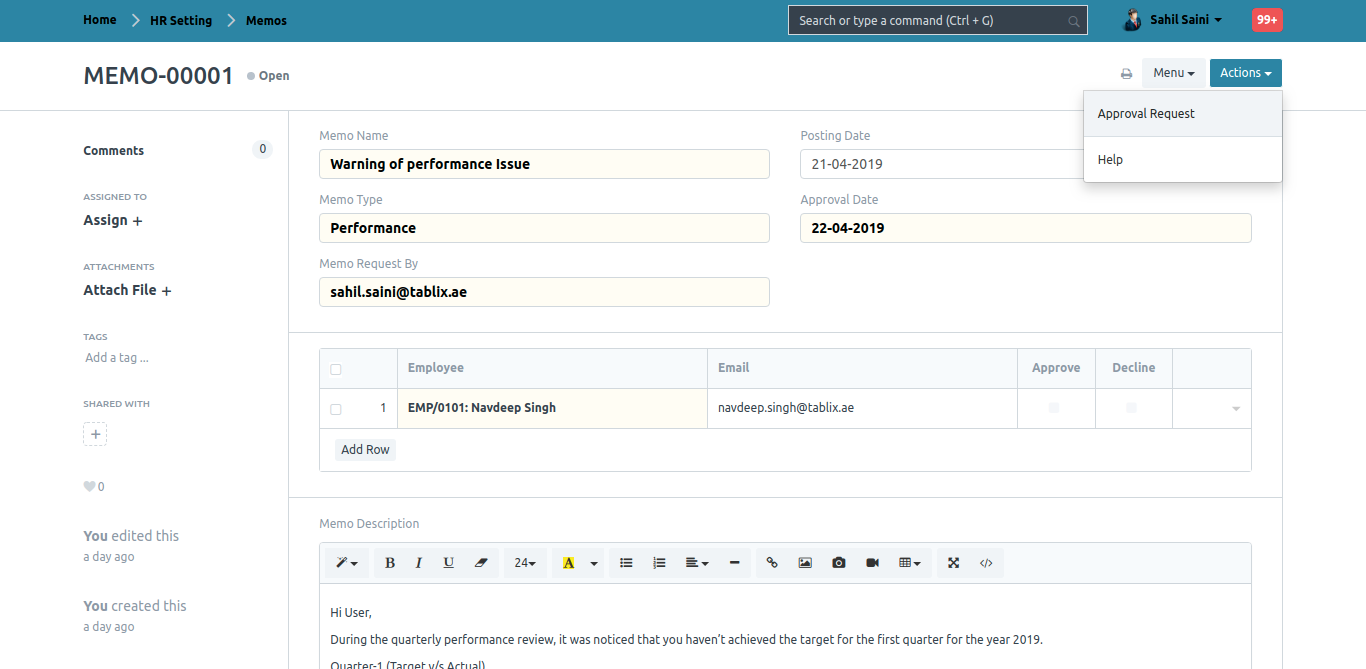 Home HR Setting Memos Search or type a command (Ctrl + G) Sahil Saini 99+
MEMO-00001 Open Menu Actions
Approval Request
Help
Comments 0
ASSIGNED TO
Assign +
ATTACHMENTS
Attach File +
TAGS
Add a tag ...
SHARED WITH
+
0
You edited this
a day ago
You created this
a day ago
Memo Name
Warning of performance Issue
Memo Type
Performance
Memo Request By
sahil.saini@tablix.ae
Posting Date
21-04-2019
Approval Date
22-04-2019
Employee Email Approve Decline
1 EMP/0101: Navdeep Singh navdeep.singh@tablix.ae
Add Row
Memo Description
B I U 24 A </>
Hi User,
During the quarterly performance review, it was noticed that you haven't achieved the target for the first quarter for the year 2019.
Quarter-1 (Target v/s Actual)